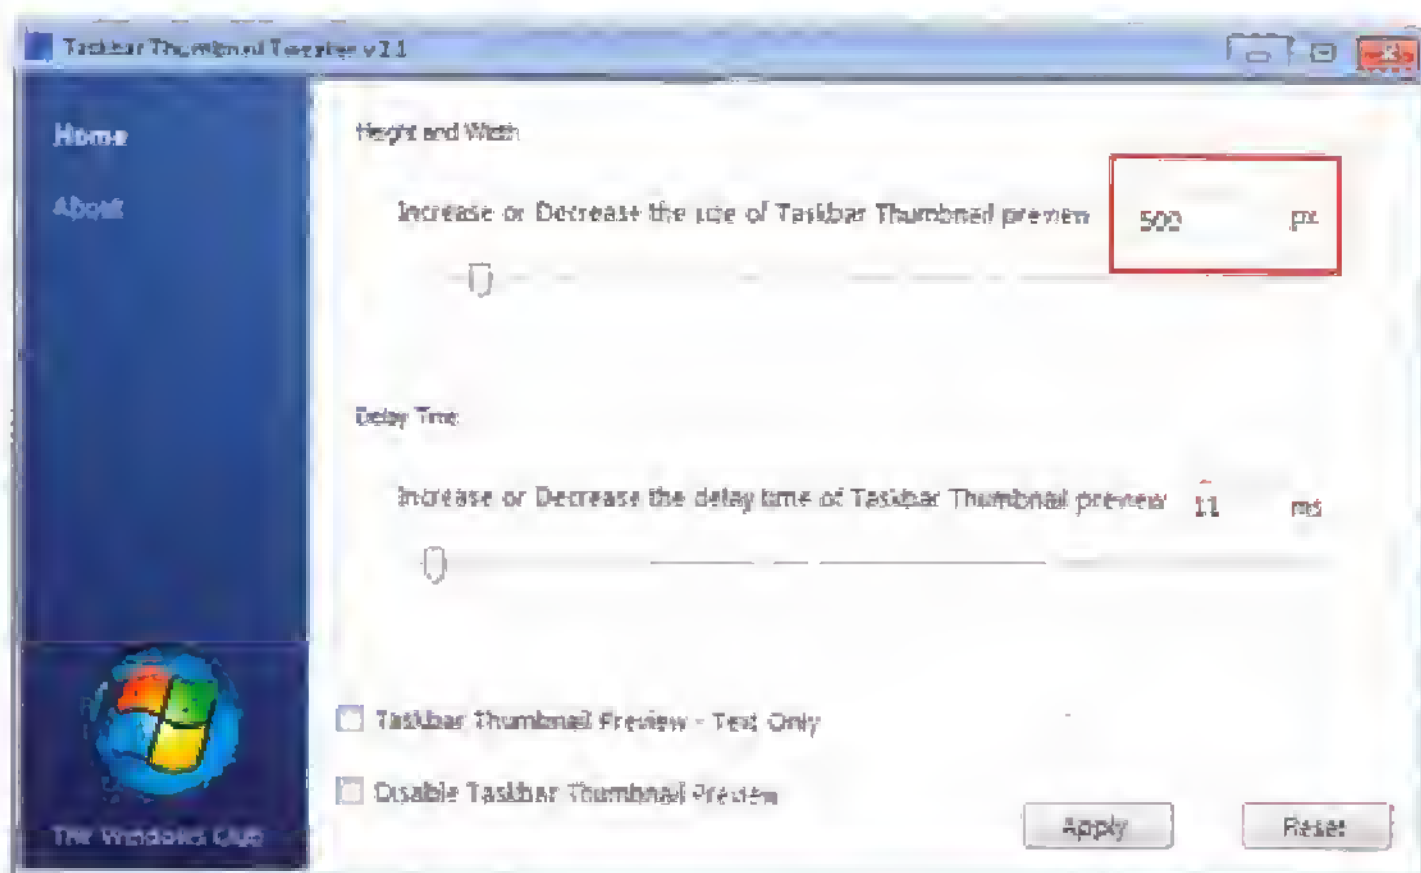 Taskbar Thumbnail Tweaker v2.1
Home
About
Height and Width
Increase or Decrease the size of Taskbar Thumbnail preview 500 px
Delay Time
Increase or Decrease the delay time of Taskbar Thumbnail preview 11 ms
Taskbar Thumbnail Preview - Text Only
Disable Taskbar Thumbnail Preview
The Windows Club
Apply Reset